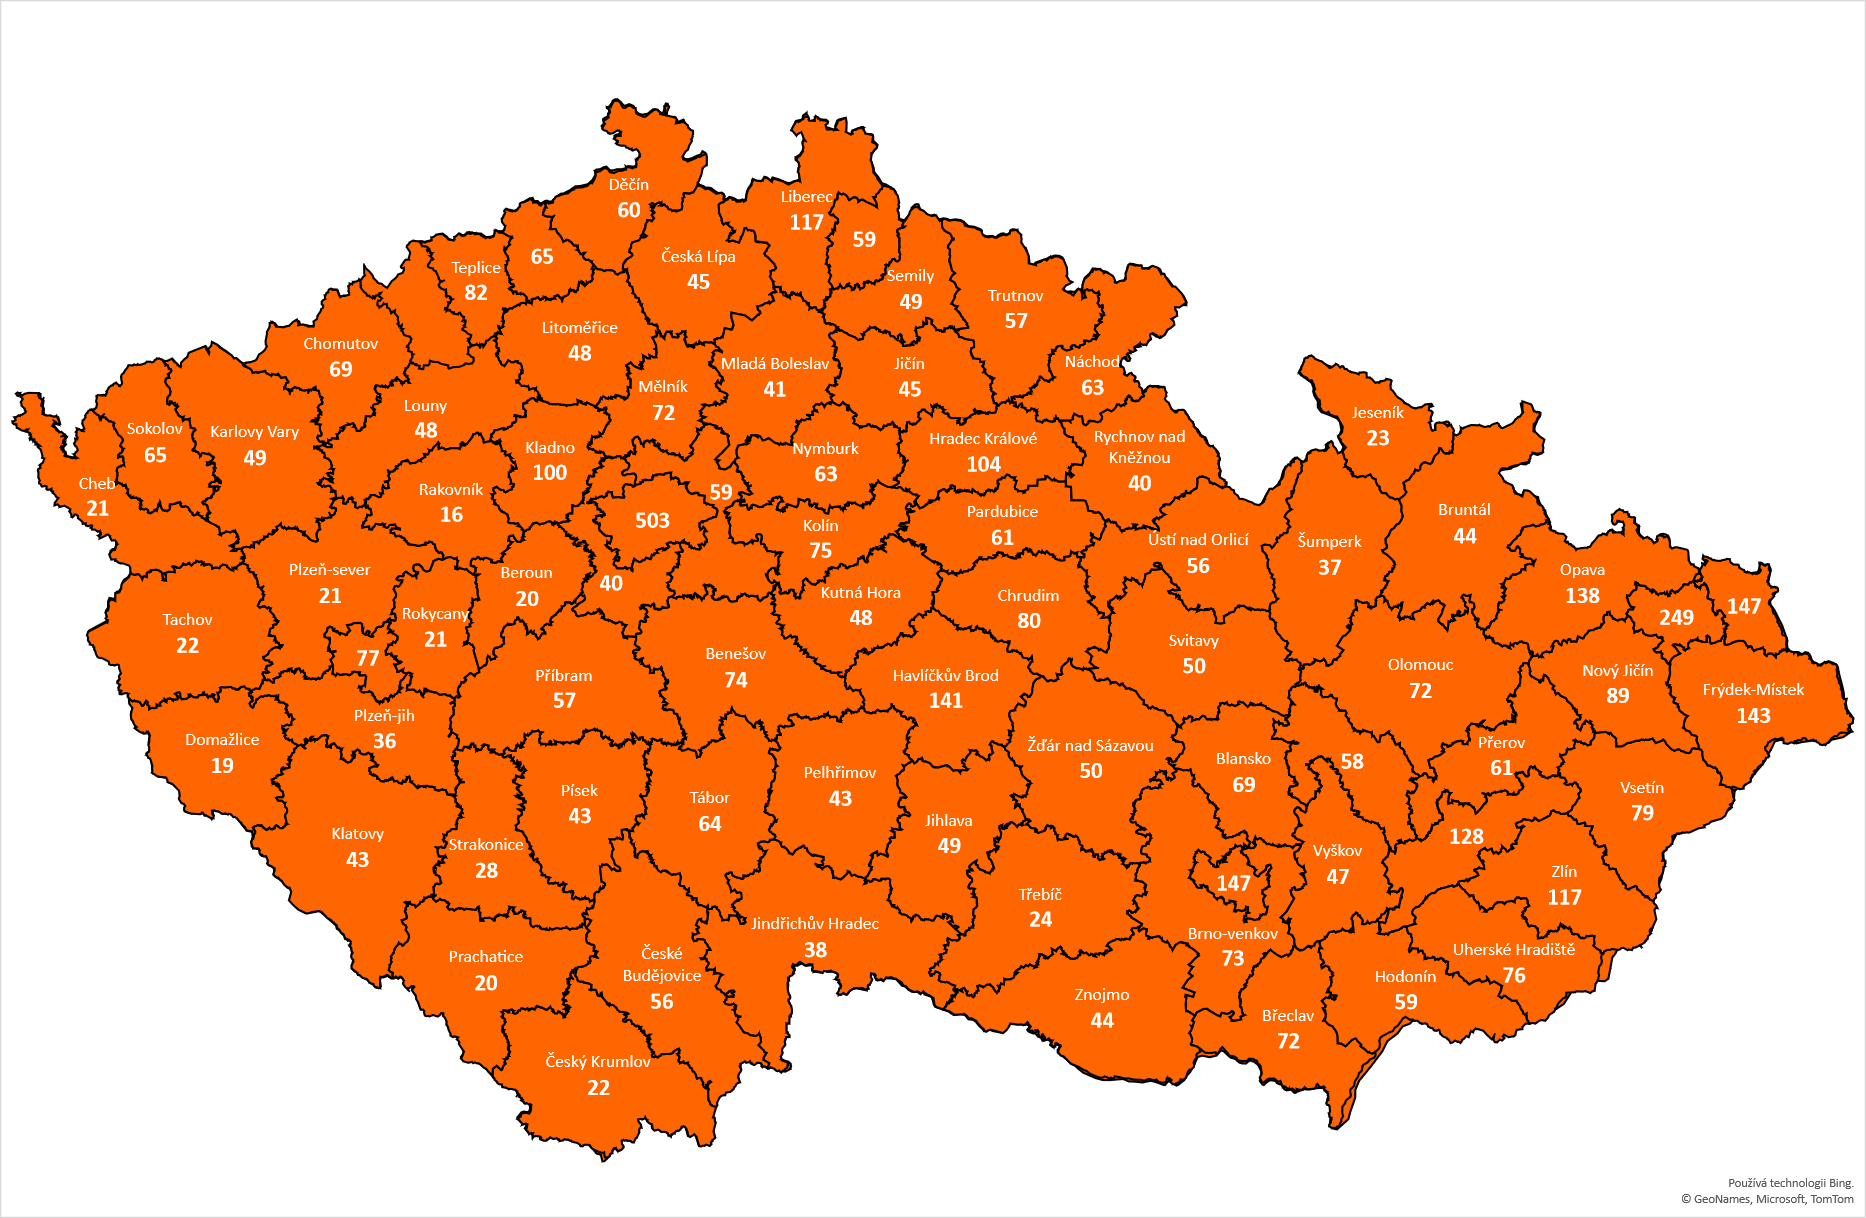 Děčín
60
Liberec
117
59
65
Teplice
82
Česká Lípa
45
Semily
49
Trutnov
57
Chomutov
69
Litoměřice
48
Mladá Boleslav
41
Jičín
45
Náchod
63
Mělník
72
Louny
48
Jeseník
23
Sokolov
65
Karlovy Vary
49
Kladno
100
Nymburk
63
Hradec Králové
104
Rychnov nad
Kněžnou
40
Cheb
21
Rakovník
16
59
503
Kolín
75
Pardubice
61
Bruntál
44
Ústí nad Orlicí
56
Šumperk
37
Plzeň-sever
21
Beroun
20
40
Kutná Hora
48
Chrudim
80
Opava
138
249
147
Tachov
22
Rokycany
21
77
Svitavy
50
Příbram
57
Benešov
74
Havlíčkův Brod
141
Olomouc
72
Nový Jičín
89
Frýdek-Místek
143
Plzeň-jih
36
Domažlice
19
Žďár nad Sázavou
50
Blansko
69
58
Přerov
61
Písek
43
Tábor
64
Pelhřimov
43
Vsetín
79
Klatovy
43
Strakonice
28
Jihlava
49
Vyškov
47
128
Zlín
117
147
Třebíč
24
Jindřichův Hradec
38
Brno-venkov
73
Uherské Hradiště
76
Prachatice
20
České
Budějovice
56
Hodonín
59
Znojmo
44
Břeclav
72
Český Krumlov
22
Používá technologii Bing.
© GeoNames, Microsoft, TomTom